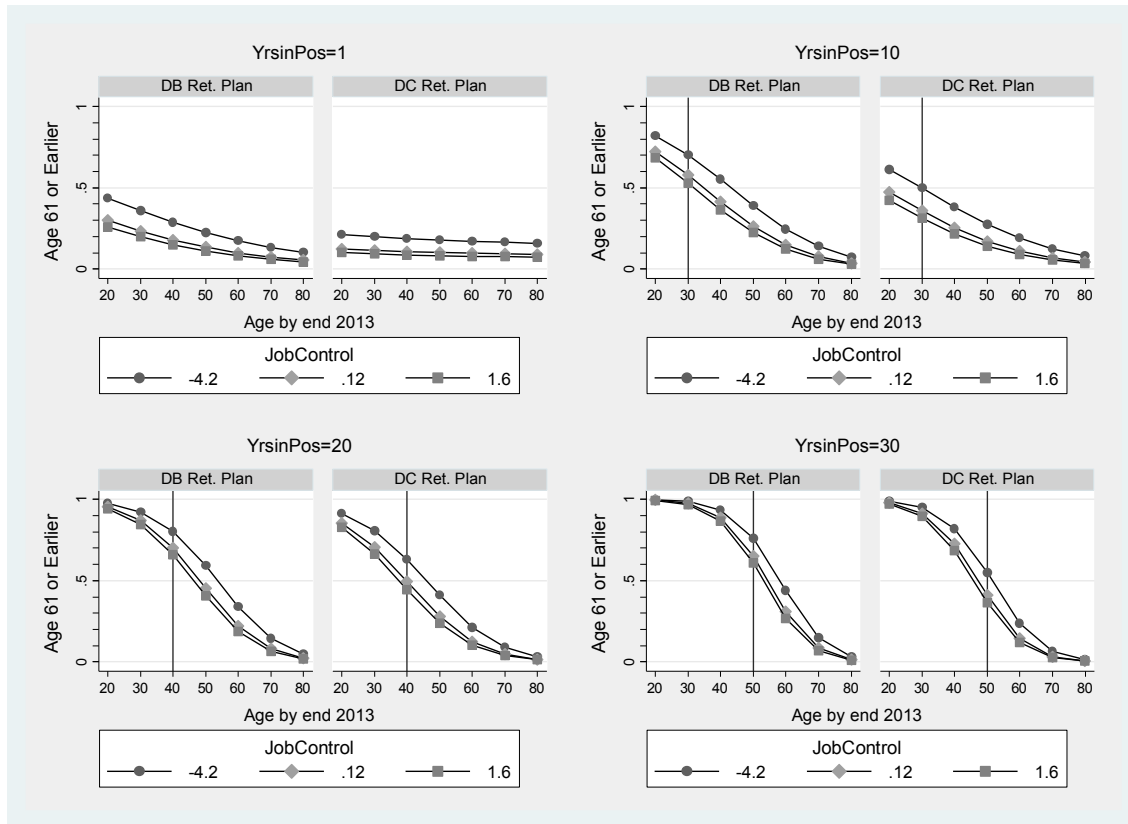 YrsinPos=1
DB Ret. Plan
DC Ret. Plan
Age 61 or Earlier
1
.5
0
20 30 40 50 60 70 80
20 30 40 50 60 70 80
Age by end 2013
JobControl
-4.2 .12 1.6
YrsinPos=10
DB Ret. Plan
DC Ret. Plan
Age 61 or Earlier
1
.5
0
20 30 40 50 60 70 80
20 30 40 50 60 70 80
Age by end 2013
JobControl
-4.2 .12 1.6
YrsinPos=20
DB Ret. Plan
DC Ret. Plan
Age 61 or Earlier
1
.5
0
20 30 40 50 60 70 80
20 30 40 50 60 70 80
Age by end 2013
JobControl
-4.2 .12 1.6
YrsinPos=30
DB Ret. Plan
DC Ret. Plan
Age 61 or Earlier
1
.5
0
20 30 40 50 60 70 80
20 30 40 50 60 70 80
Age by end 2013
JobControl
-4.2 .12 1.6